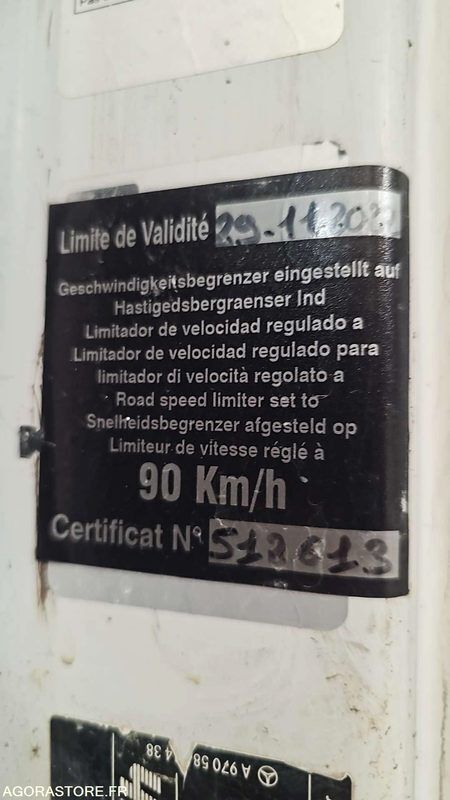 Limite de Validité 29.11.20
Geschwindigkeitsbegrenzer eingestellt auf
Hastigedsbergraenser Ind
Limitador de velocidad regulado a
Limitador de velocidad regulado para
limitador di velocità regolato a
Road speed limiter set to
Snelheidsbegrenzer afgesteld op
Limiteur de vitesse réglé à
90 Km/h
Certificat N°
A 970 58
4 38
AGORASTORE.FR